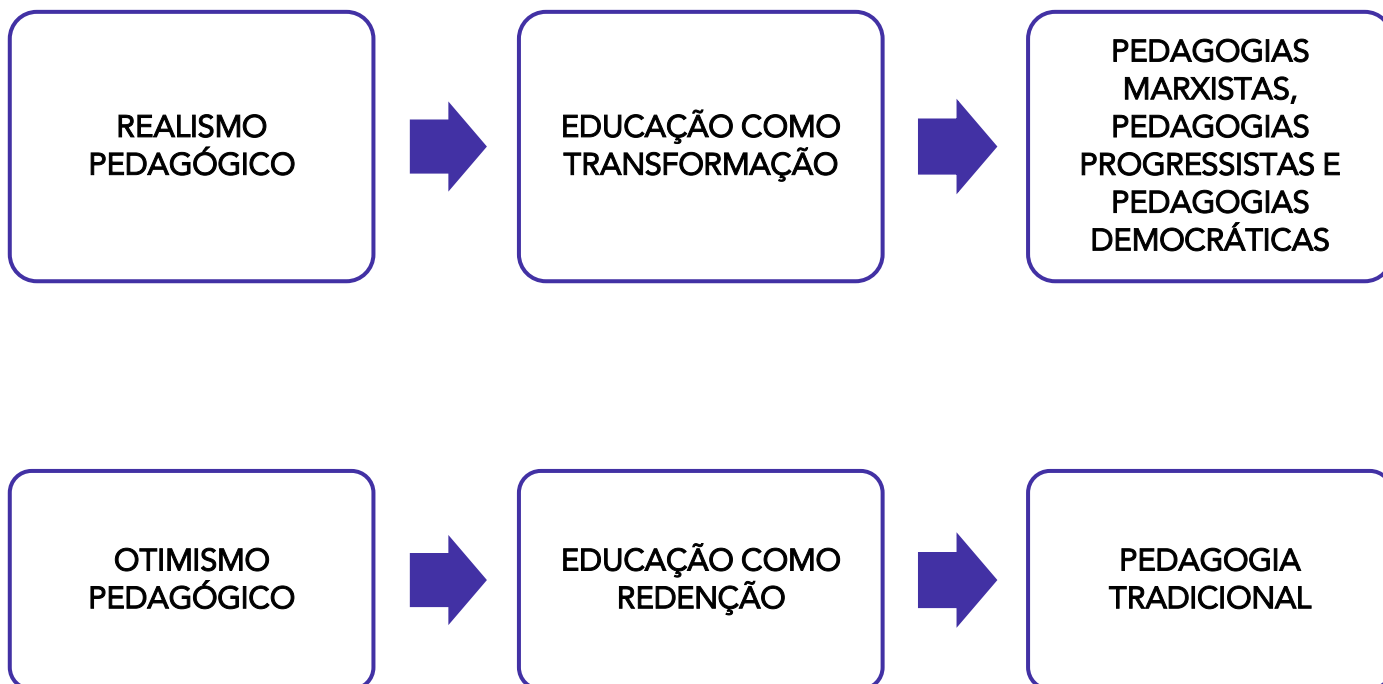 REALISMO
PEDAGÓGICO
EDUCAÇÃO COMO
TRANSFORMAÇÃO
PEDAGOGIAS
MARXISTAS,
PEDAGOGIAS
PROGRESSISTAS E
PEDAGOGIAS
DEMOCRÁTICAS
OTIMISMO
PEDAGÓGICO
EDUCAÇÃO COMO
REDENÇÃO
PEDAGOGIA
TRADICIONAL